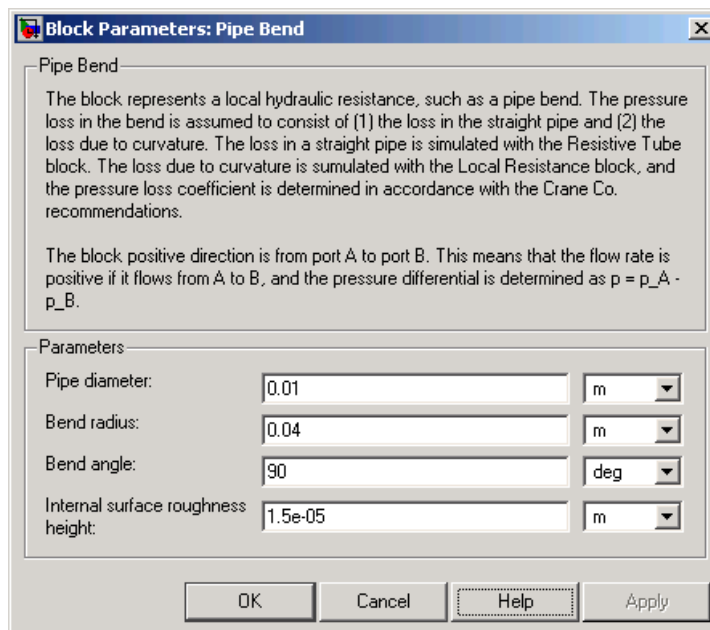 Block Parameters: Pipe Bend
Pipe Bend
The block represents a local hydraulic resistance, such as a pipe bend. The pressure
loss in the bend is assumed to consist of (1) the loss in the straight pipe and (2) the
loss due to curvature. The loss in a straight pipe is simulated with the Resistive Tube
block. The loss due to curvature is sumulated with the Local Resistance block, and
the pressure loss coefficient is determined in accordance with the Crane Co.
recommendations.
The block positive direction is from port A to port B. This means that the flow rate is
positive if it flows from A to B, and the pressure differential is determined as p = p_A -
p_B.
Parameters
Pipe diameter: 0.01 m
Bend radius: 0.04 m
Bend angle: 90 deg
Internal surface roughness
height: 1.5e-05 m
OK Cancel Help Apply